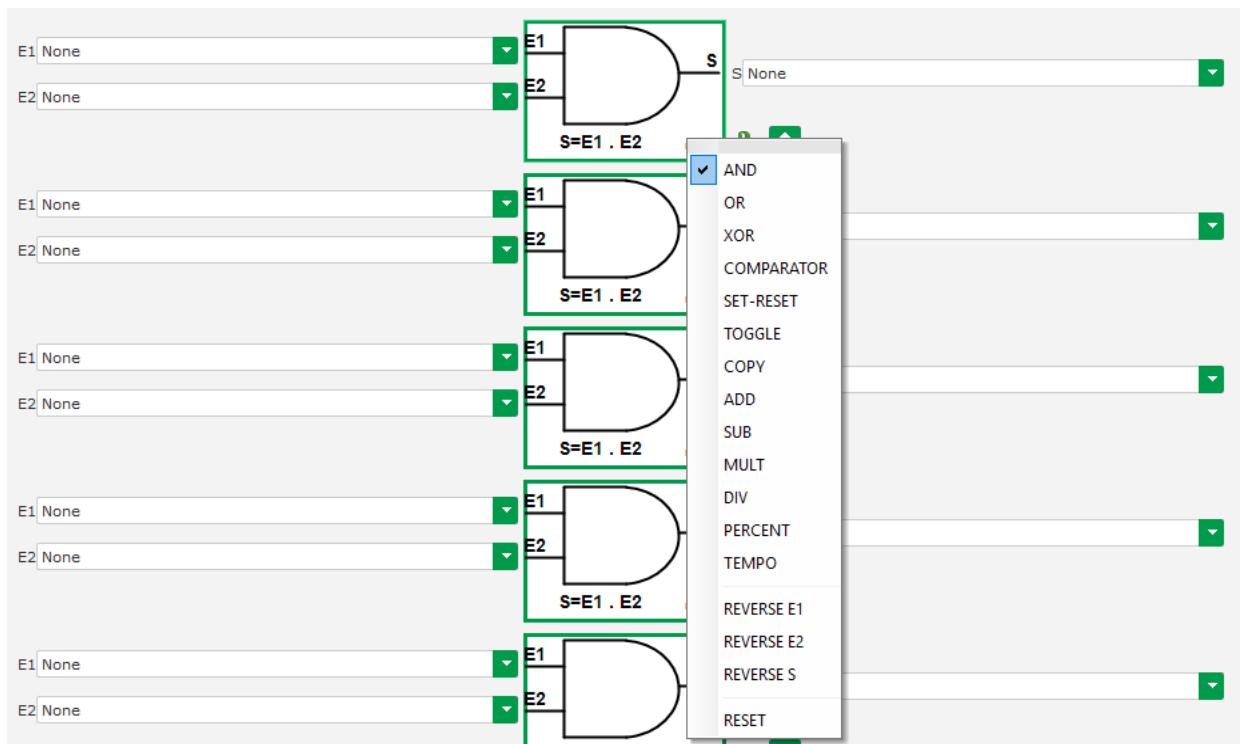 E1 None
E1
S
S None
E2 None
E2
S=E1 . E2
AND
OR
XOR
COMPARATOR
SET-RESET
TOGGLE
COPY
ADD
SUB
MULT
DIV
PERCENT
TEMPO
REVERSE E1
REVERSE E2
REVERSE S
RESET
E1 None
E1
E2 None
E2
S=E1 . E2
E1 None
E1
E2 None
E2
S=E1 . E2
E1 None
E1
E2 None
E2
S=E1 . E2
E1 None
E1
E2 None
E2